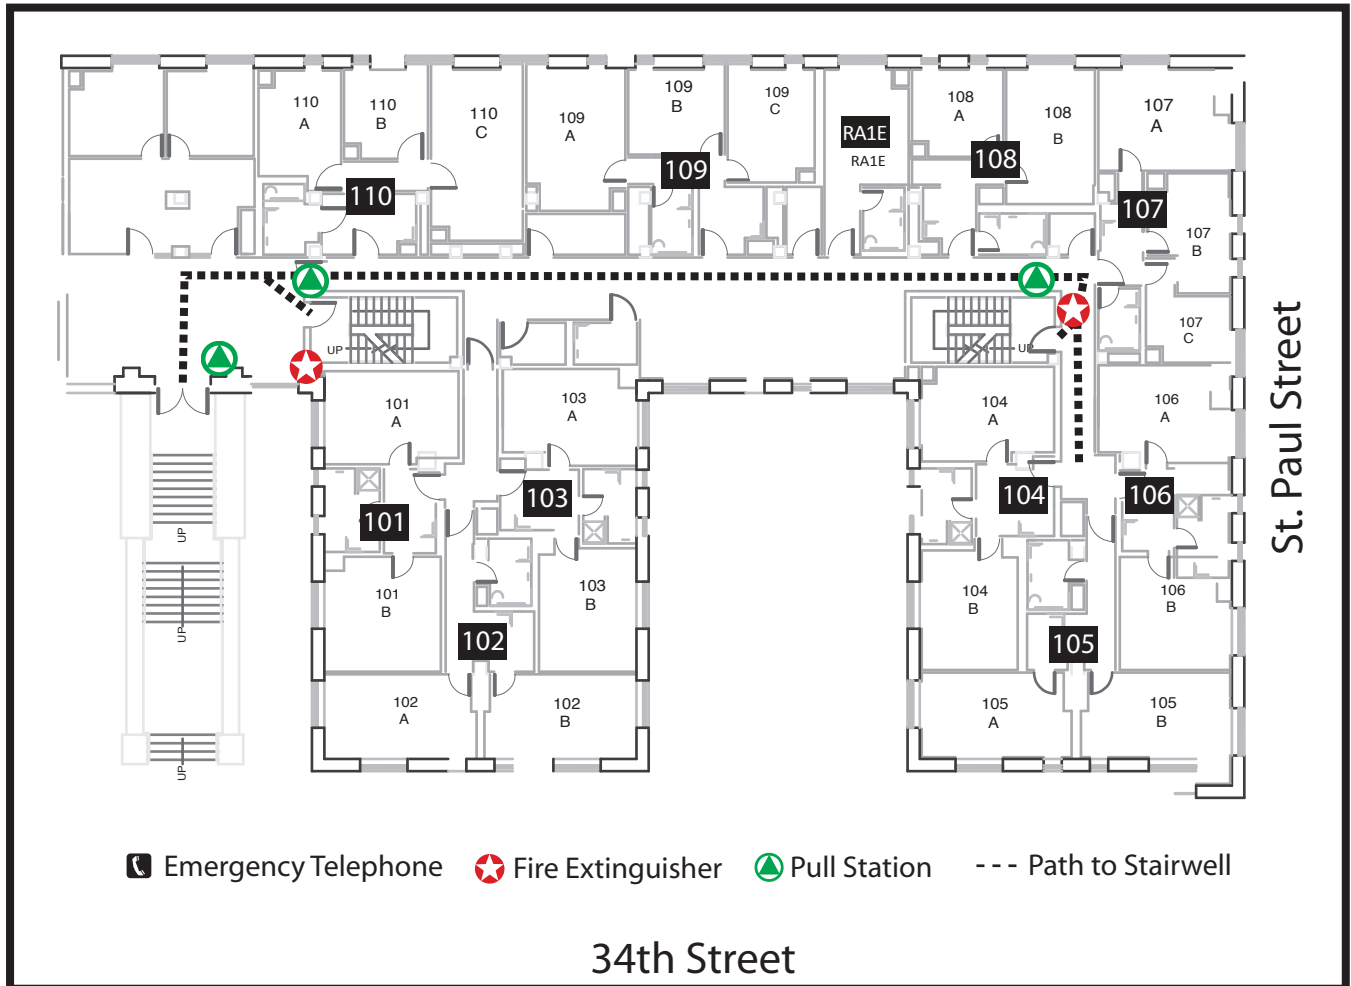 110
A
110
B
110
C
109
A
109
B
109
C
RA1E
RA1E
108
A
108
B
107
A
110
109
108
107
107
B
107
C
UP
UP
101
A
103
A
104
A
106
A
101
103
104
106
UP
101
B
103
B
104
B
106
B
UP
102
105
102
A
102
B
105
A
105
B
UP
St. Paul Street
Emergency Telephone
Fire Extinguisher
Pull Station
--- Path to Stairwell
34th Street